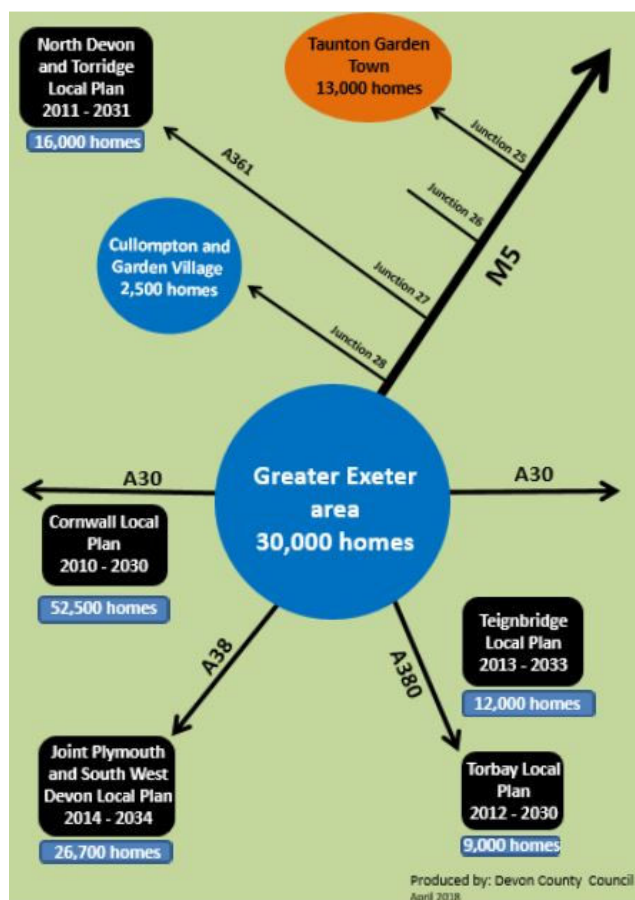 North Devon
and Torridge
Local Plan
2011 - 2031
16,000 homes
Taunton Garden
Town
13,000 homes
Junction 25
A361
Junction 26
M5
Cullompton and
Garden Village
2,500 homes
Junction 27
Junction 28
A30
Greater Exeter
area
30,000 homes
A30
Cornwall Local
Plan
2010 - 2030
52,500 homes
A38
A380
Teignbridge
Local Plan
2013 - 2033
12,000 homes
Joint Plymouth
and South West
Devon Local Plan
2014 - 2034
26,700 homes
Torbay Local
Plan
2012 - 2030
9,000 homes
Produced by: Devon County Council
April 2018